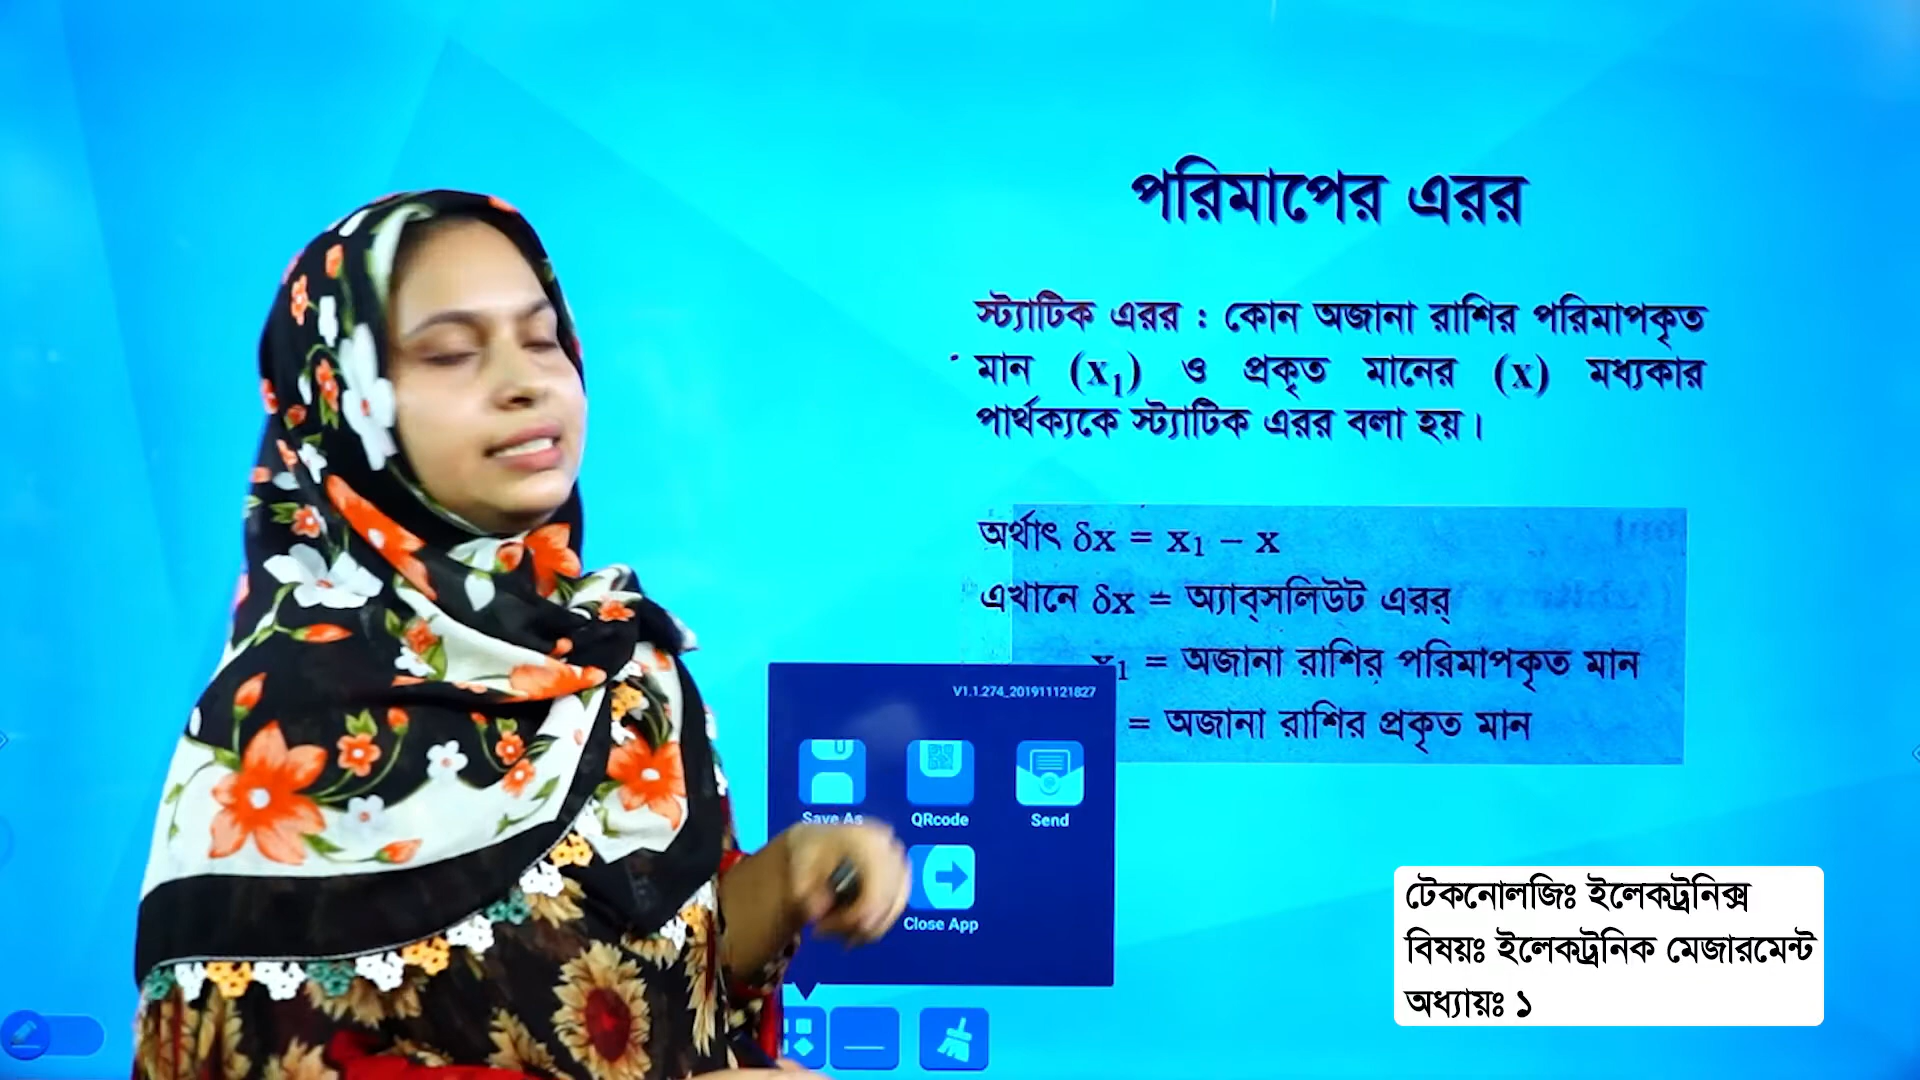 পরিমাপের এরর
স্ট্যাটিক এরর : কোন অজানা রাশির পরিমাপকৃত
মান (x₁) ও প্রকৃত মানের (x) মধ্যকার
পার্থক্যকে স্ট্যাটিক এরর বলা হয়।
অর্থাৎ δx = x₁ – x
এখানে δx = অ্যাব্সলিউট এরর্
x₁ = অজানা রাশির পরিমাপকৃত মান
= অজানা রাশির প্রকৃত মান
V1.1.274_201911121827
Save As QRcode Send
Close App
টেকনোলজিঃ ইলেকট্রনিক্স
বিষয়ঃ ইলেকট্রনিক মেজারমেন্ট
অধ্যায়ঃ ১